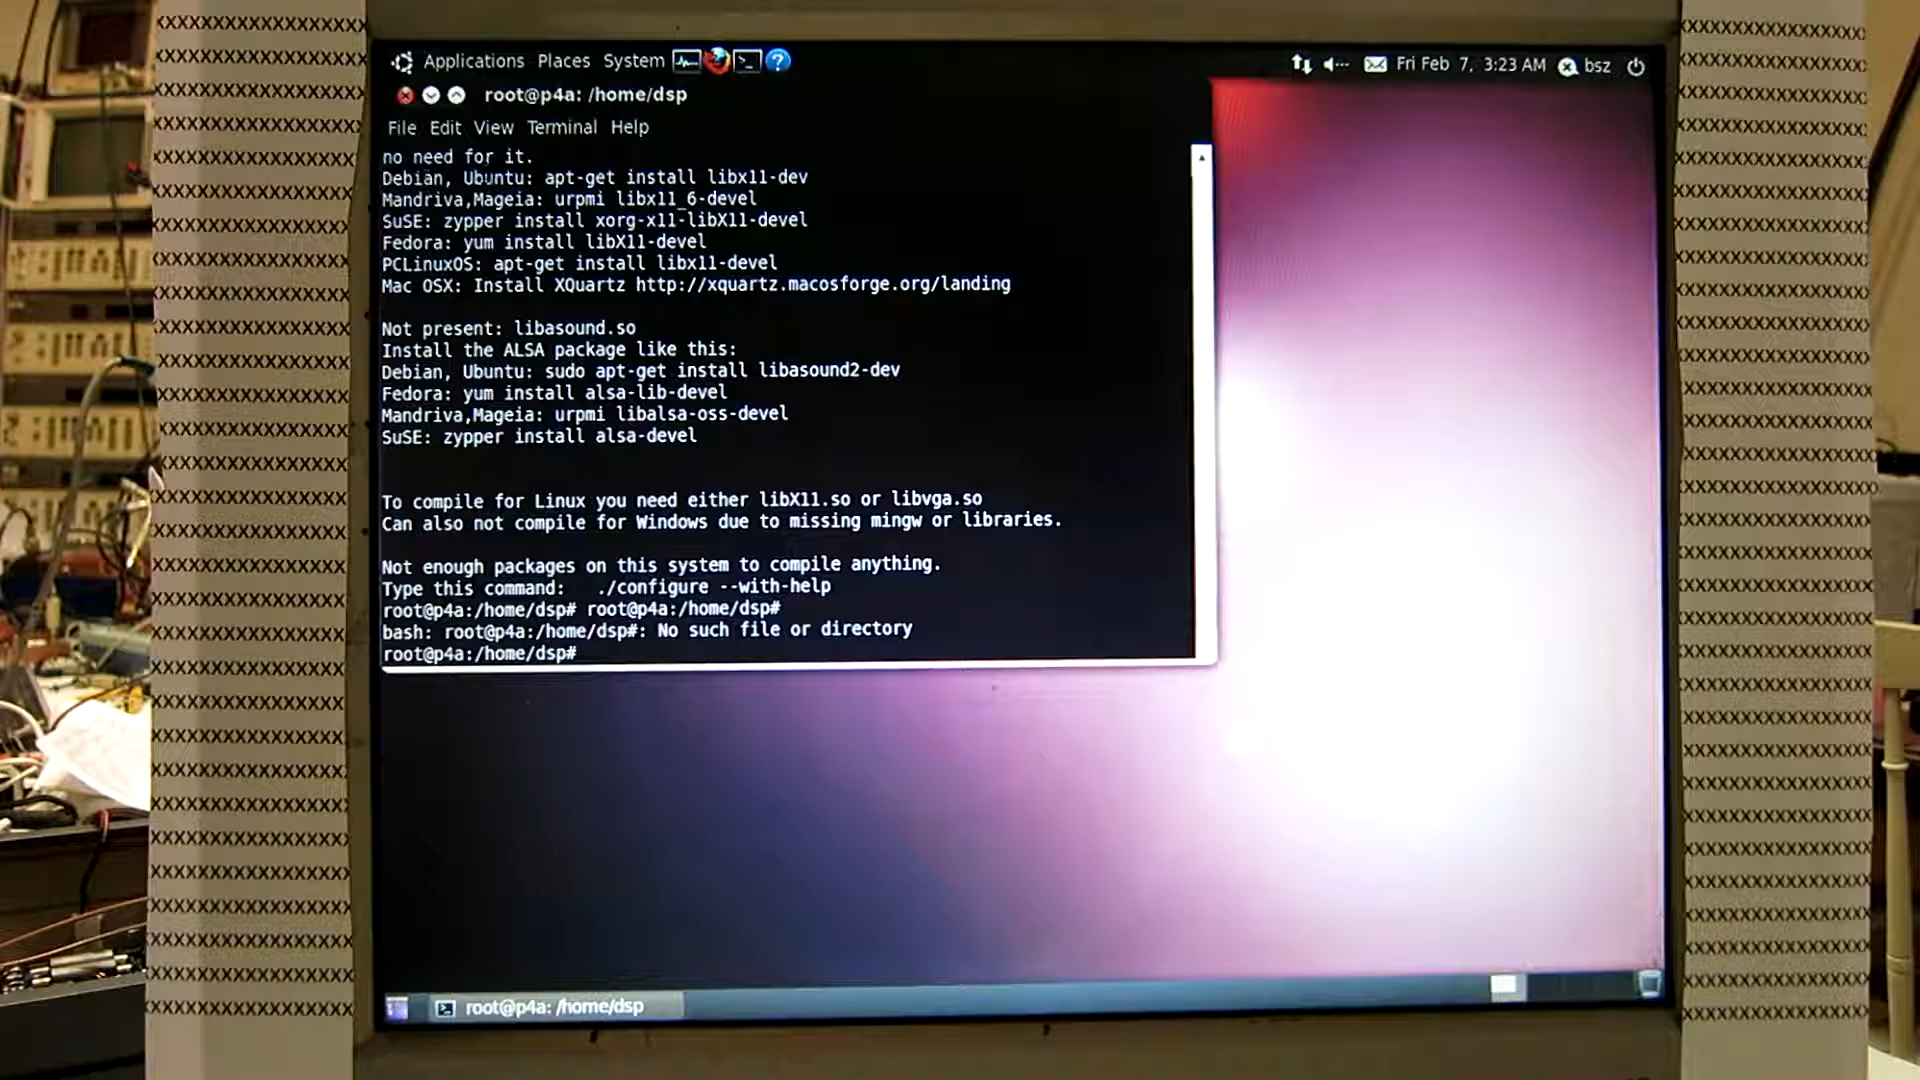 Applications Places System
Fri Feb 7, 3:23 AM bsz
root@p4a: /home/dsp
File Edit View Terminal Help
no need for it.
Debian, Ubuntu: apt-get install libx11-dev
Mandriva,Mageia: urpmi libx11_6-devel
SuSE: zypper install xorg-x11-libX11-devel
Fedora: yum install libX11-devel
PCLinuxOS: apt-get install libx11-devel
Mac OSX: Install XQuartz http://xquartz.macosforge.org/landing
Not present: libasound.so
Install the ALSA package like this:
Debian, Ubuntu: sudo apt-get install libasound2-dev
Fedora: yum install alsa-lib-devel
Mandriva,Mageia: urpmi libalsa-oss-devel
SuSE: zypper install alsa-devel
To compile for Linux you need either libX11.so or libvga.so
Can also not compile for Windows due to missing mingw or libraries.
Not enough packages on this system to compile anything.
Type this command:   ./configure --with-help
root@p4a:/home/dsp# root@p4a:/home/dsp#
bash: root@p4a:/home/dsp#: No such file or directory
root@p4a:/home/dsp#
root@p4a: /home/dsp